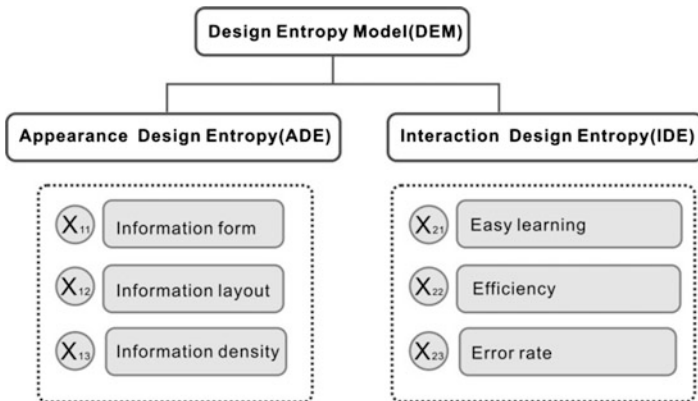 Design Entropy Model(DEM)
Appearance Design Entropy(ADE)
Interaction Design Entropy(IDE)
X11 Information form
X12 Information layout
X13 Information density
X21 Easy learning
X22 Efficiency
X23 Error rate